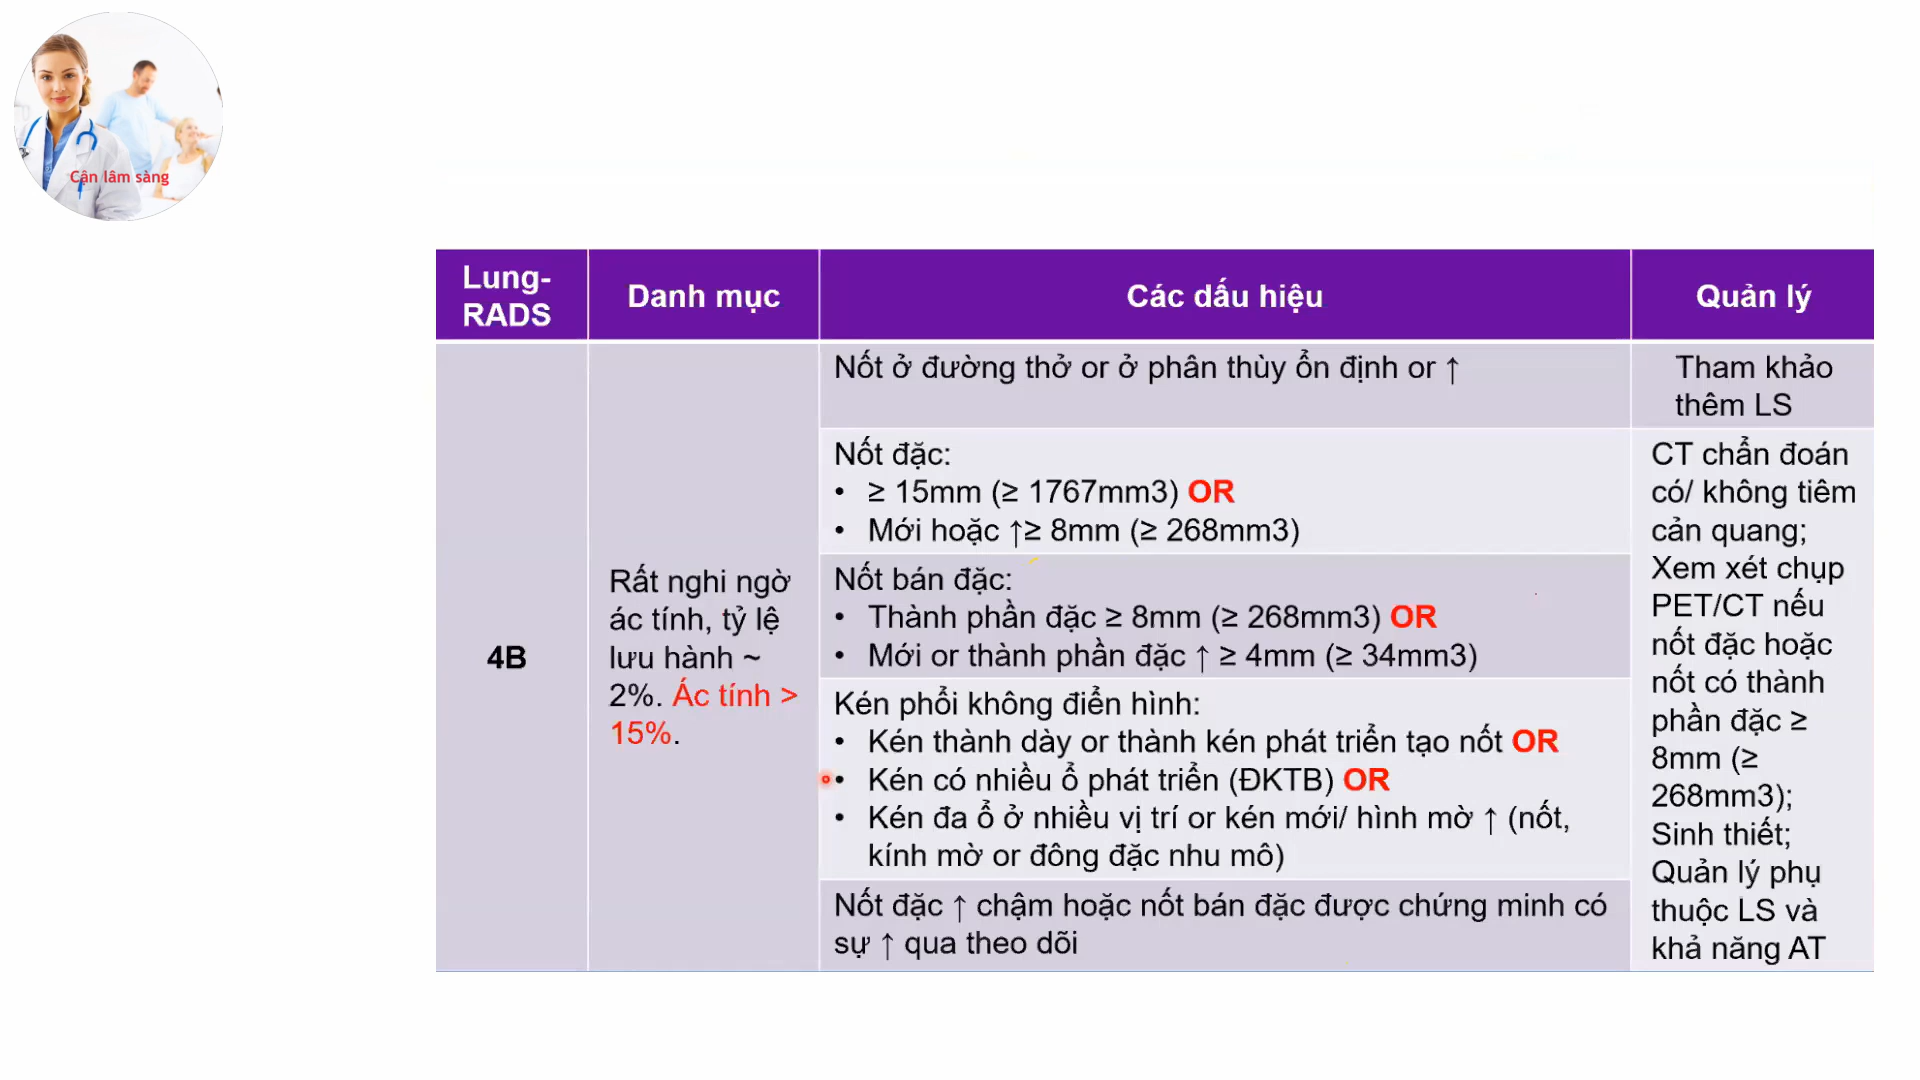 Cận lâm sàng
Lung-
RADS
Danh mục
Các dấu hiệu
Quản lý
4B
Rất nghi ngờ
ác tính, tỷ lệ
lưu hành ~
2%. Ác tính >
15%.
Nốt ở đường thở or ở phân thùy ổn định or ↑
Tham khảo
thêm LS
Nốt đặc:
• ≥ 15mm (≥ 1767mm3) OR
• Mới hoặc ↑≥ 8mm (≥ 268mm3)
Nốt bán đặc:
• Thành phần đặc ≥ 8mm (≥ 268mm3) OR
• Mới or thành phần đặc ↑ ≥ 4mm (≥ 34mm3)
Kén phổi không điển hình:
• Kén thành dày or thành kén phát triển tạo nốt OR
• Kén có nhiều ổ phát triển (ĐKTB) OR
• Kén đa ổ ở nhiều vị trí or kén mới/ hình mờ ↑ (nốt,
kính mờ or đông đặc nhu mô)
Nốt đặc ↑ chậm hoặc nốt bán đặc được chứng minh có
sự ↑ qua theo dõi
CT chẩn đoán
có/ không tiêm
cản quang;
Xem xét chụp
PET/CT nếu
nốt đặc hoặc
nốt có thành
phần đặc ≥
8mm (≥
268mm3);
Sinh thiết;
Quản lý phụ
thuộc LS và
khả năng AT